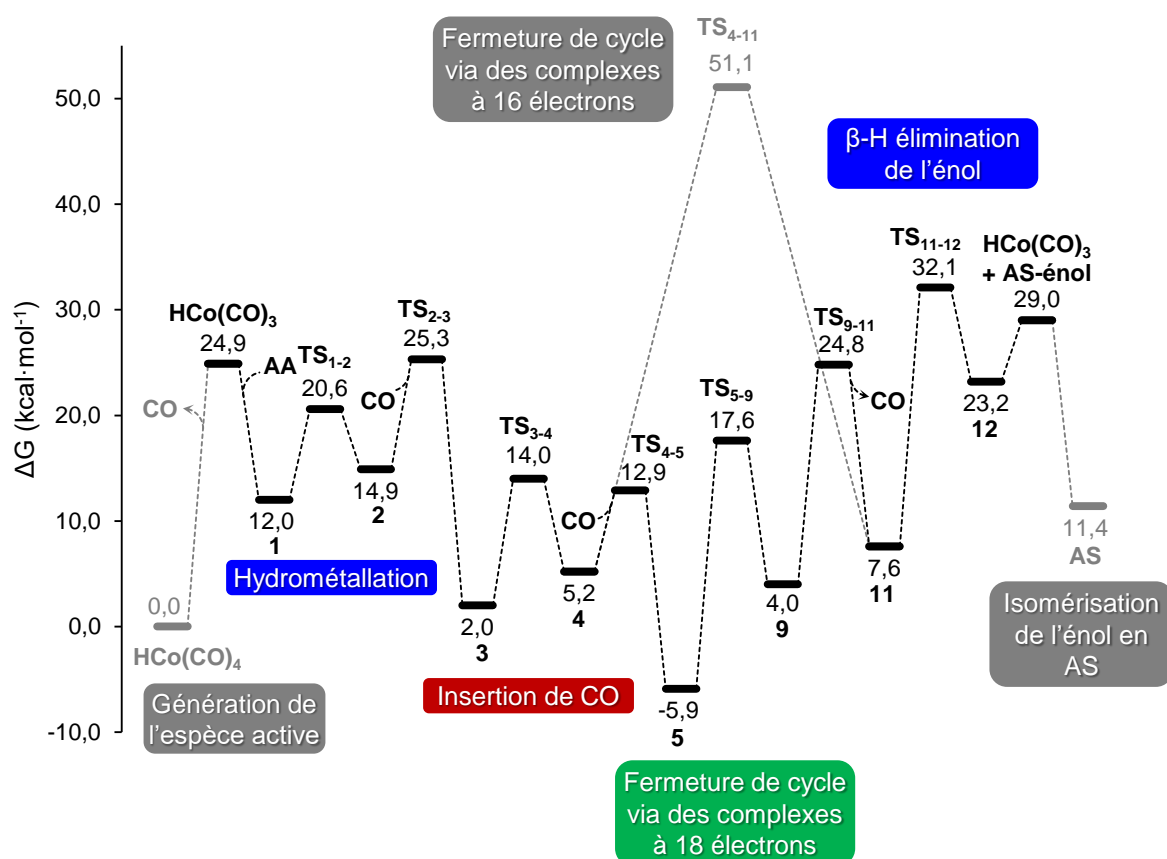 Fermeture de cycle
via des complexes
à 16 électrons
TS4-11
51,1
β-H élimination
de l'énol
ΔG (kcal·mol-1)
50,0
40,0
30,0
20,0
10,0
0,0
-10,0
0,0
HCo(CO)4
CO
HCo(CO)3
24,9
AA
12,0
1
TS1-2
20,6
14,9
2
CO
TS2-3
25,3
2,0
3
TS3-4
14,0
5,2
4
CO
TS4-5
12,9
-5,9
5
TS5-9
17,6
4,0
9
TS9-11
24,8
CO
7,6
11
TS11-12
32,1
23,2
12
HCo(CO)3
+ AS-énol
29,0
11,4
AS
Génération de
l'espèce active
Hydrométallation
Insertion de CO
Fermeture de cycle
via des complexes
à 18 électrons
Isomérisation
de l'énol en
AS